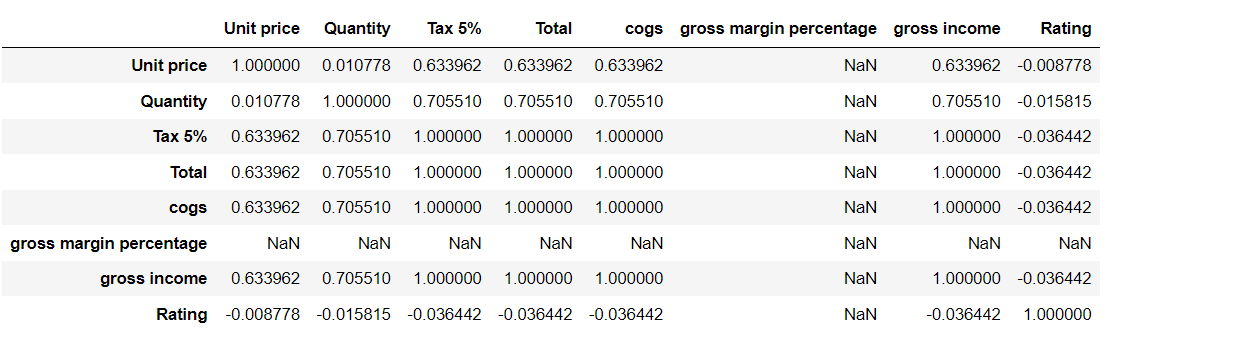 Unit price Quantity Tax 5% Total cogs gross margin percentage gross income Rating
Unit price 1.000000 0.010778 0.633962 0.633962 0.633962 NaN 0.633962 -0.008778
Quantity 0.010778 1.000000 0.705510 0.705510 0.705510 NaN 0.705510 -0.015815
Tax 5% 0.633962 0.705510 1.000000 1.000000 1.000000 NaN 1.000000 -0.036442
Total 0.633962 0.705510 1.000000 1.000000 1.000000 NaN 1.000000 -0.036442
cogs 0.633962 0.705510 1.000000 1.000000 1.000000 NaN 1.000000 -0.036442
gross margin percentage NaN NaN NaN NaN NaN NaN NaN NaN
gross income 0.633962 0.705510 1.000000 1.000000 1.000000 NaN 1.000000 -0.036442
Rating -0.008778 -0.015815 -0.036442 -0.036442 -0.036442 NaN -0.036442 1.000000